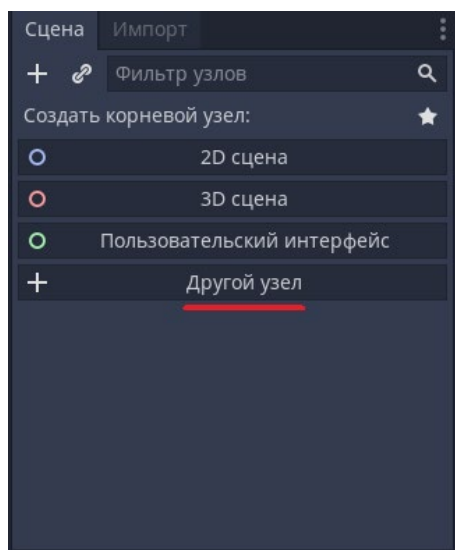 Сцена Импорт
Фильтр узлов
Создать корневой узел:
2D сцена
3D сцена
Пользовательский интерфейс
Другой узел